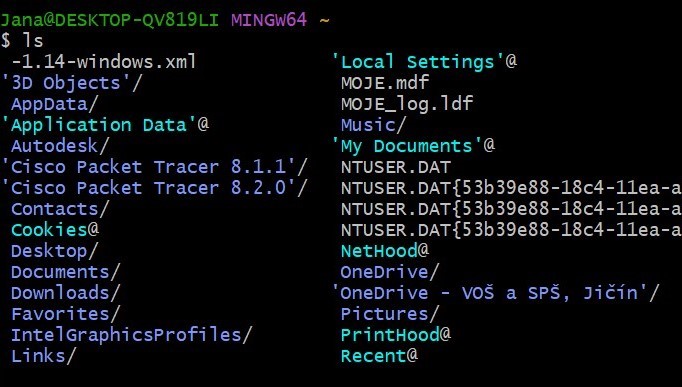 Jana@DESKTOP-QV819LI MINGW64 ~
$ ls
-1.14-windows.xml 'Local Settings'@
'3D Objects'/ MOJE.mdf
AppData/ MOJE_log.ldf
'Application Data'@ Music/
Autodesk/ 'My Documents'@
'Cisco Packet Tracer 8.1.1'/ NTUSER.DAT
'Cisco Packet Tracer 8.2.0'/ NTUSER.DAT{53b39e88-18c4-11ea-a
Contacts/ NTUSER.DAT{53b39e88-18c4-11ea-a
Cookies@ NTUSER.DAT{53b39e88-18c4-11ea-a
Desktop/ NetHood@
Documents/ OneDrive/
Downloads/ 'OneDrive - VOŠ a SPŠ, Jičín'/
Favorites/ Pictures/
IntelGraphicsProfiles/ PrintHood@
Links/ Recent@